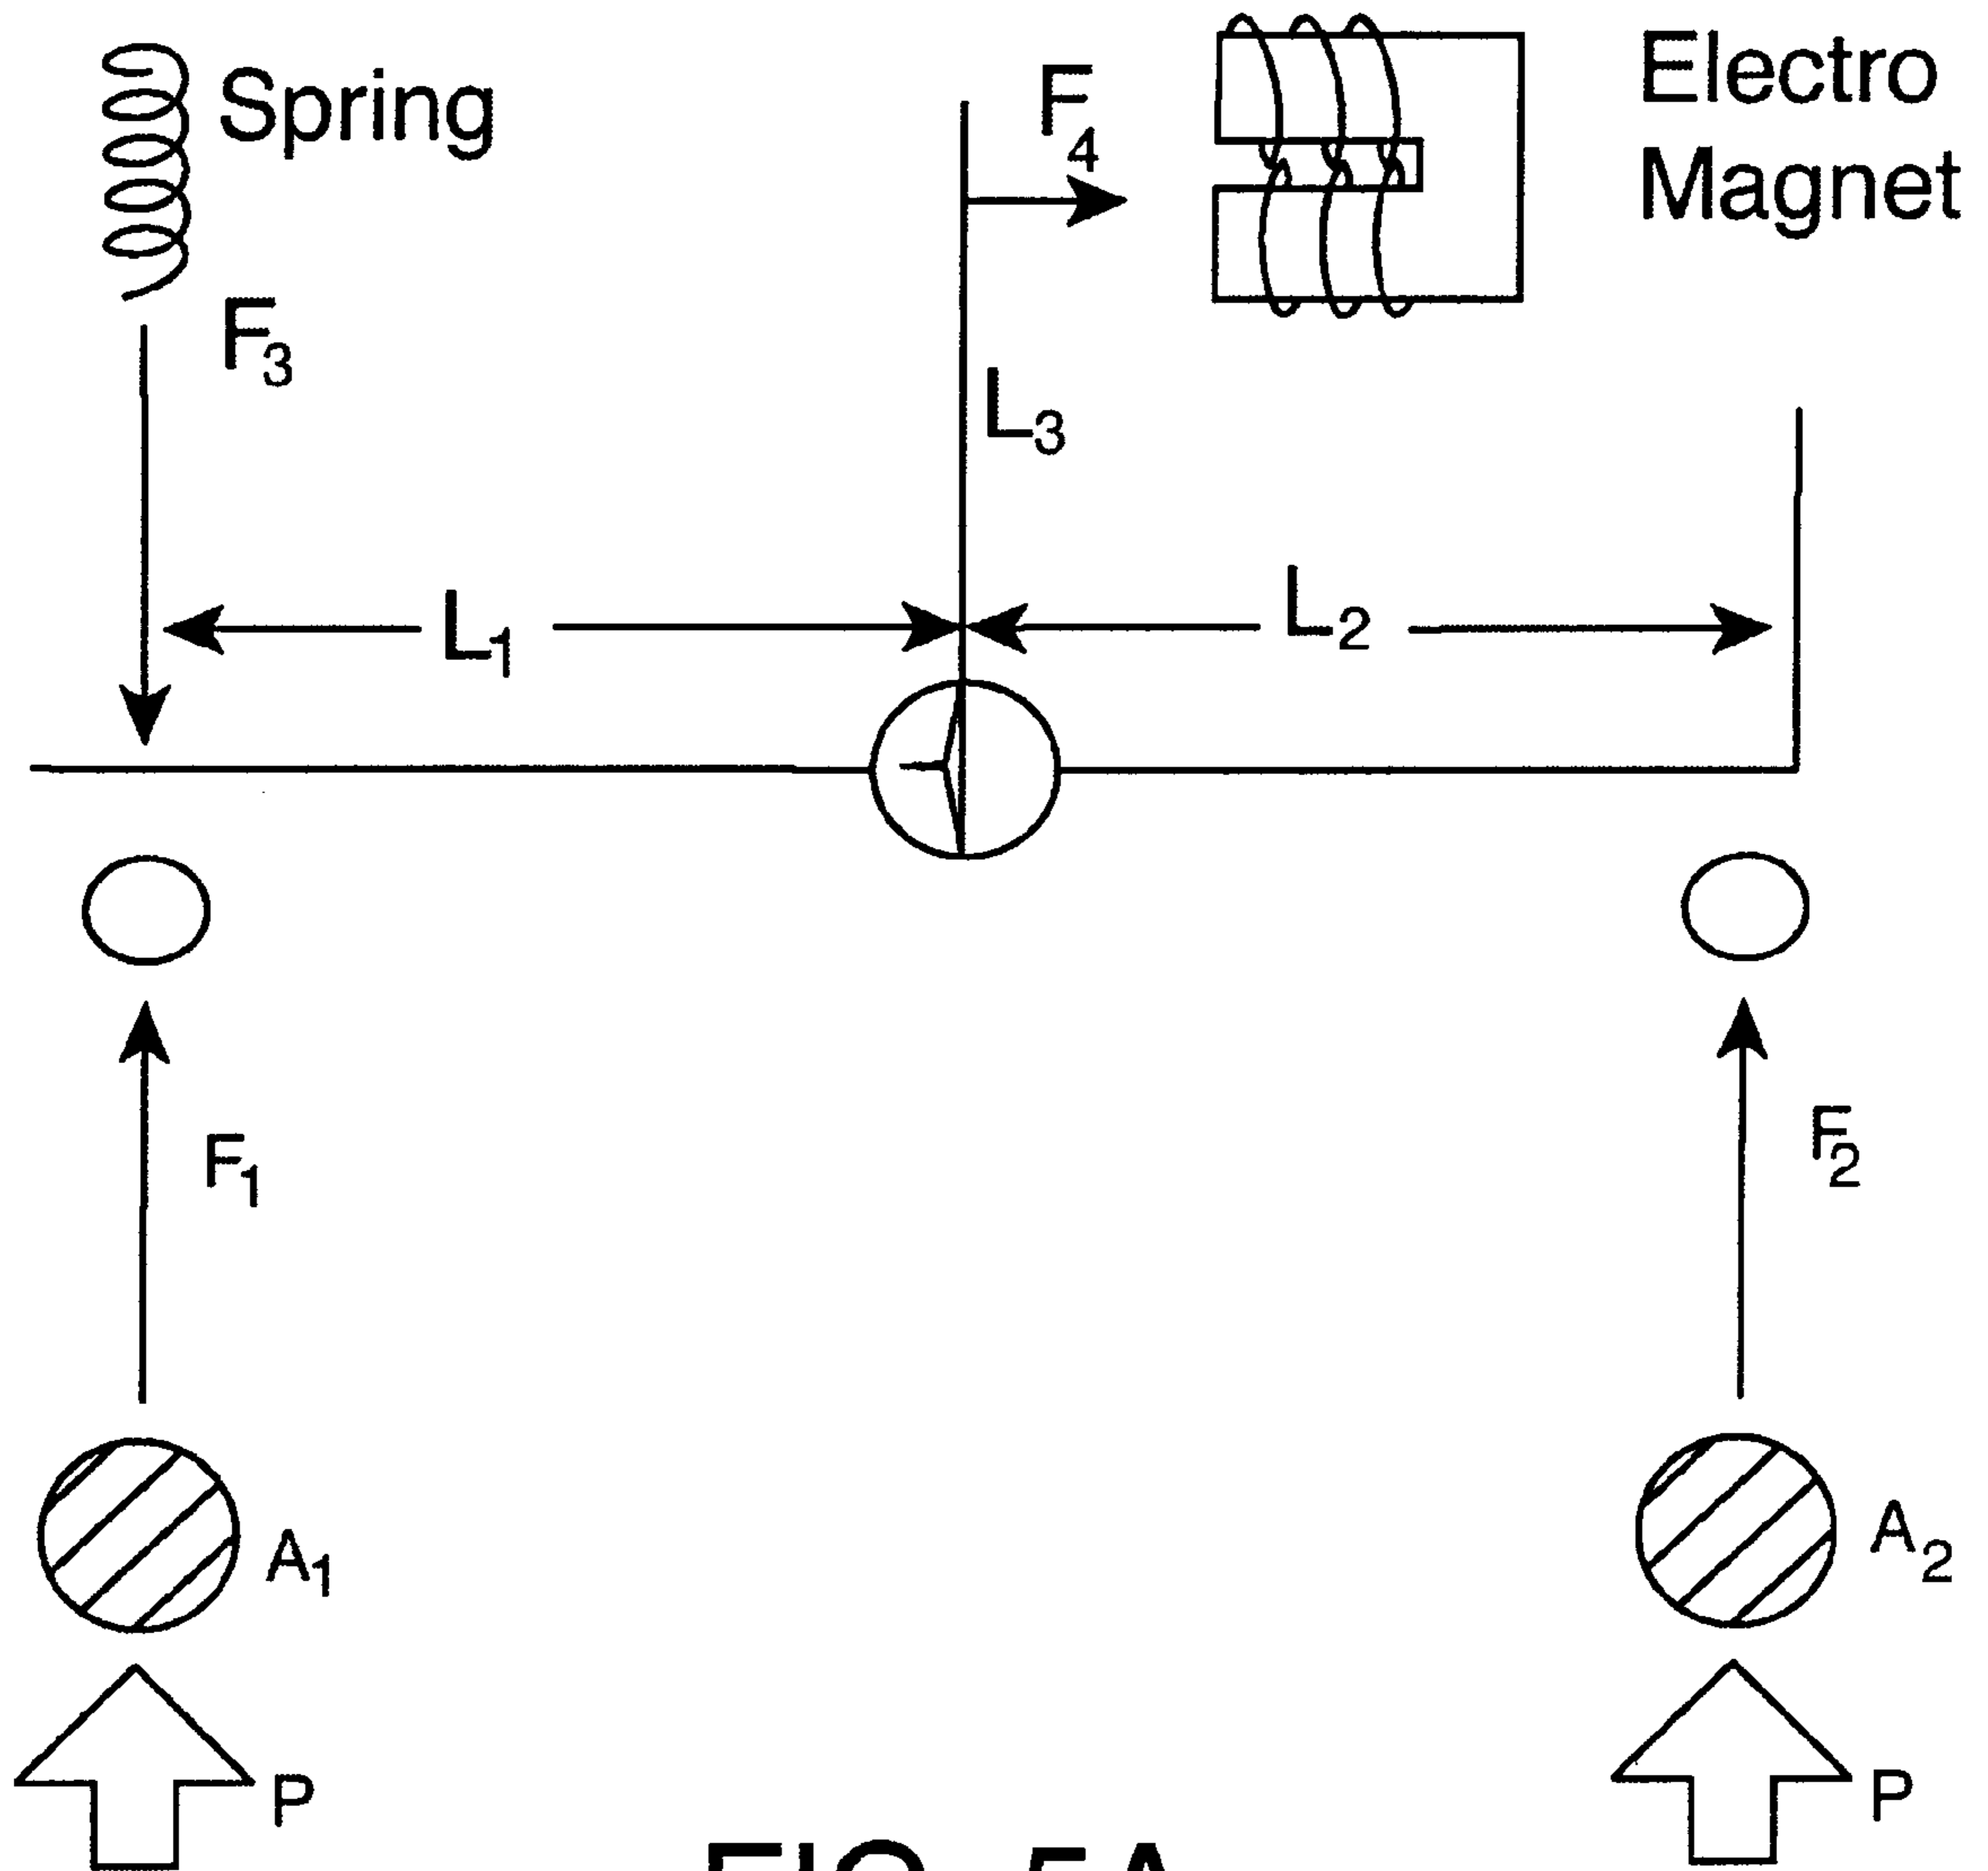 Spring
F4
Electro
Magnet
F3
L3
L1
L2
F1
F2
A1
A2
P
P
FIG. 5A